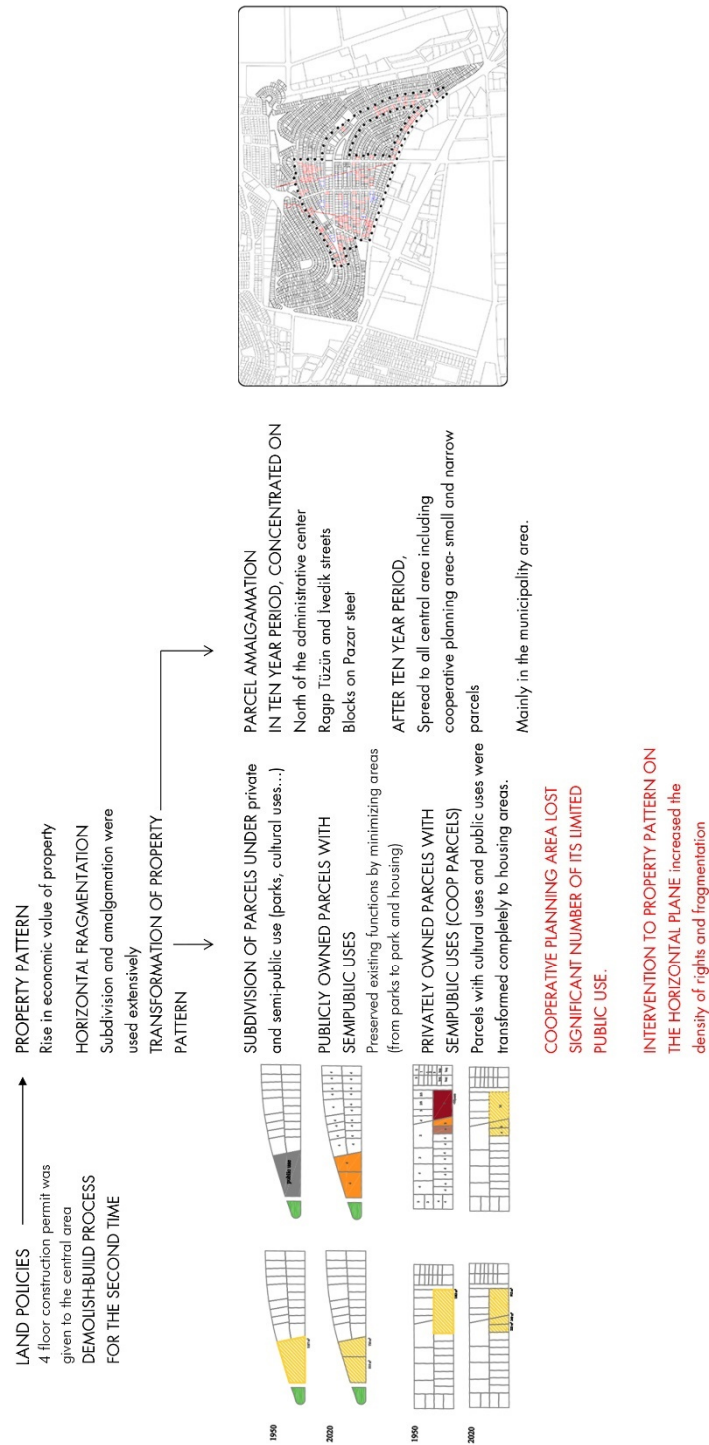 LAND POLICIES
4 floor construction permit was
given to the central area
DEMOLISH-BUILD PROCESS
FOR THE SECOND TIME
PROPERTY PATTERN
Rise in economic value of property
HORIZONTAL FRAGMENTATION
Subdivision and amalgamation were
used extensively
TRANSFORMATION OF PROPERTY
PATTERN
SUBDIVISION OF PARCELS UNDER private
and semi-public use (parks, cultural uses...)
PUBLICLY OWNED PARCELS WITH
SEMIPUBLIC USES
Preserved existing functions by minimizing areas
(from parks to park and housing)
PRIVATELY OWNED PARCELS WITH
SEMIPUBLIC USES (COOP PARCELS)
Parcels with cultural uses and public uses were
transformed completely to housing areas.
COOPERATIVE PLANNING AREA LOST
SIGNIFICANT NUMBER OF ITS LIMITED
PUBLIC USE.
INTERVENTION TO PROPERTY PATTERN ON
THE HORIZONTAL PLANE increased the
density of rights and fragmentation
PARCEL AMALGAMATION
IN TEN YEAR PERIOD, CONCENTRATED ON
North of the administrative center
Ragıp Tüzün and İvedik streets
Blocks on Pazar steet
AFTER TEN YEAR PERIOD,
Spread to all central area including
cooperative planning area- small and narrow
parcels
Mainly in the municipality area.
1950
public use
2020
1950
2020